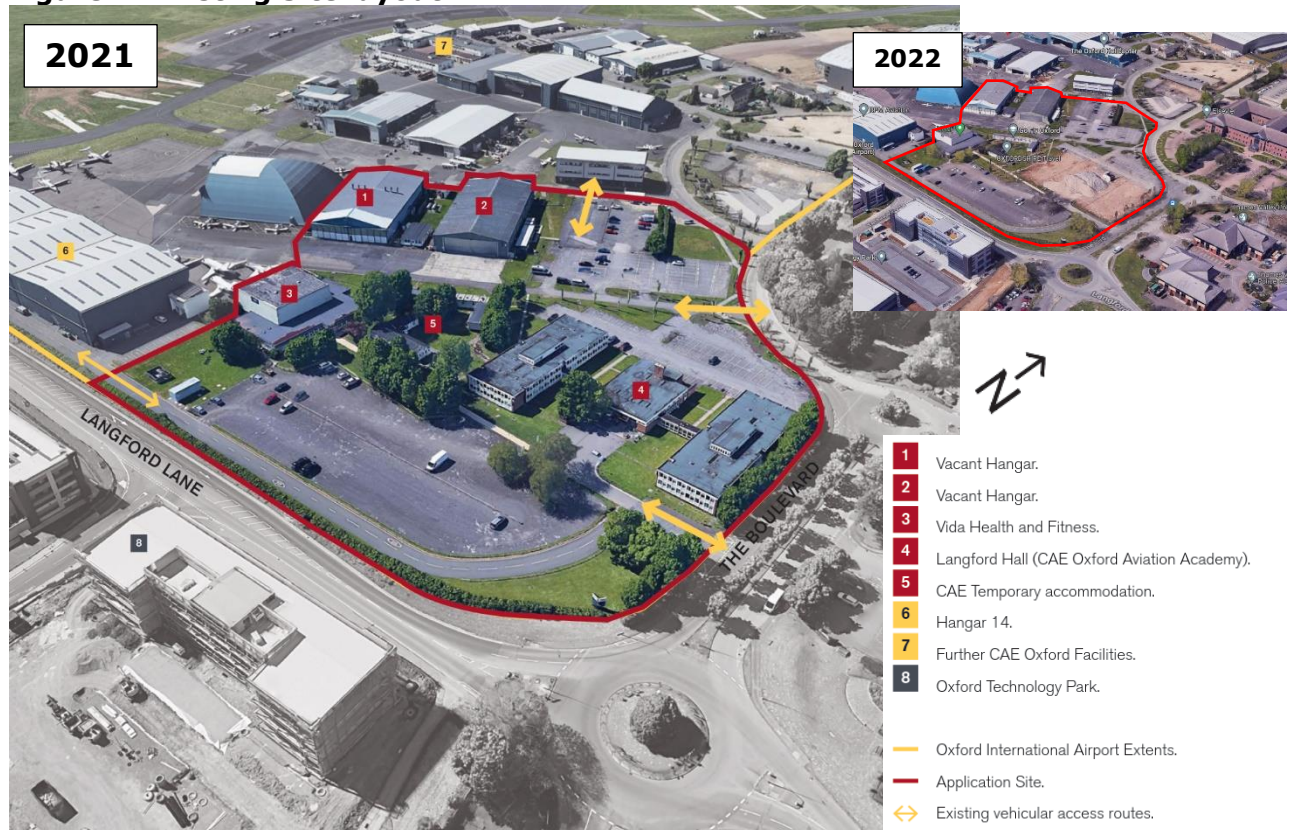 2021
2022
7
1
2
6
3
5
4
8
LANGFORD LANE
THE BOULEVARD
N
1 Vacant Hangar.
2 Vacant Hangar.
3 Vida Health and Fitness.
4 Langford Hall (CAE Oxford Aviation Academy).
5 CAE Temporary accommodation.
6 Hangar 14.
7 Further CAE Oxford Facilities.
8 Oxford Technology Park.
Oxford International Airport Extents.
Application Site.
Existing vehicular access routes.